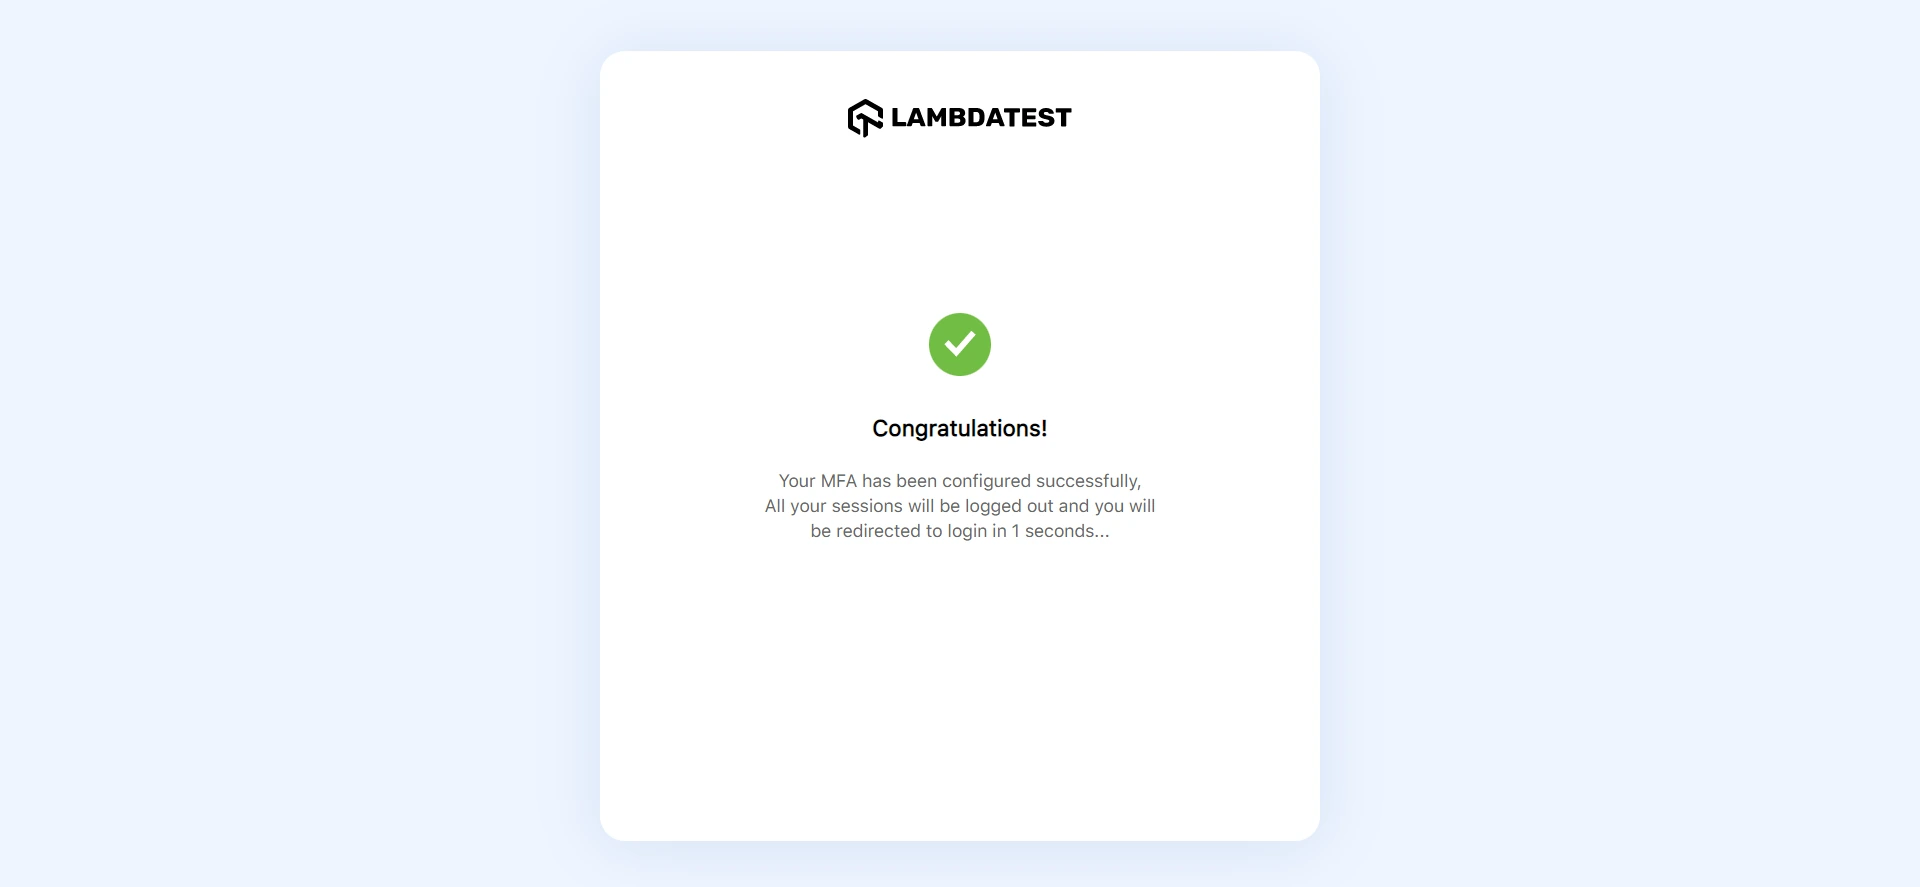 LAMBDATEST
Congratulations!
Your MFA has been configured successfully,
All your sessions will be logged out and you will
be redirected to login in 1 seconds...